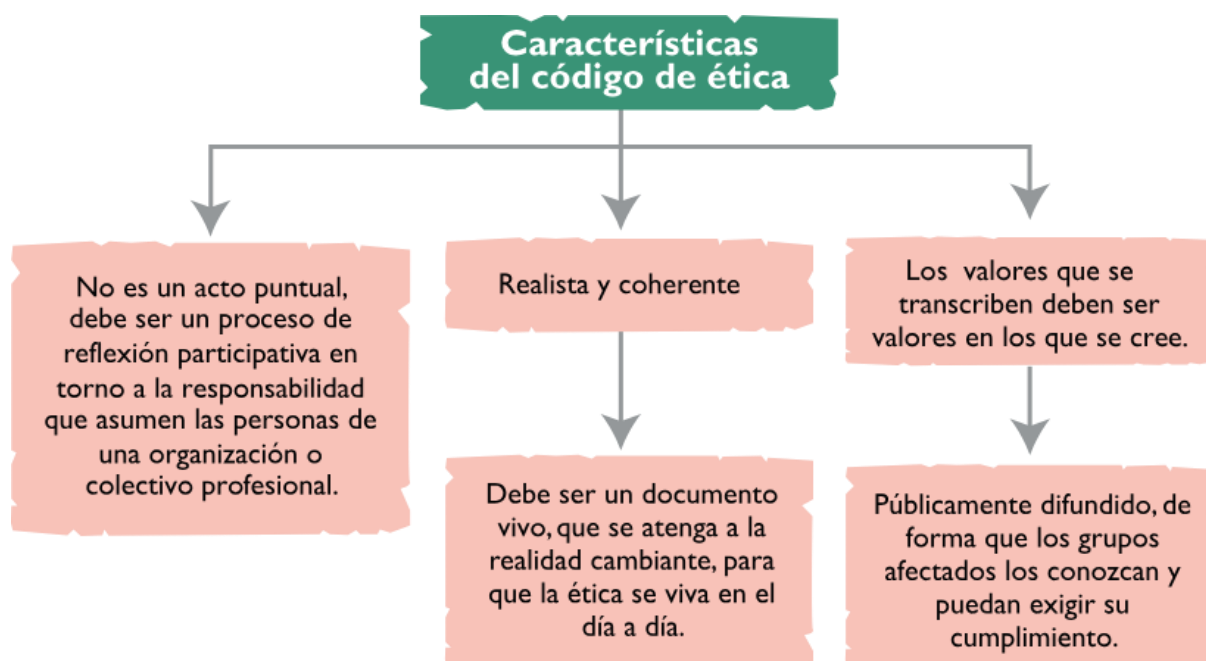 Características
del código de ética
No es un acto puntual,
debe ser un proceso de
reflexión participativa en
torno a la responsabilidad
que asumen las personas de
una organización o
colectivo profesional.
Realista y coherente
Debe ser un documento
vivo, que se atenga a la
realidad cambiante, para
que la ética se viva en el
día a día.
Los valores que se
transcriben deben ser
valores en los que se cree.
Públicamente difundido, de
forma que los grupos
afectados los conozcan y
puedan exigir su
cumplimiento.